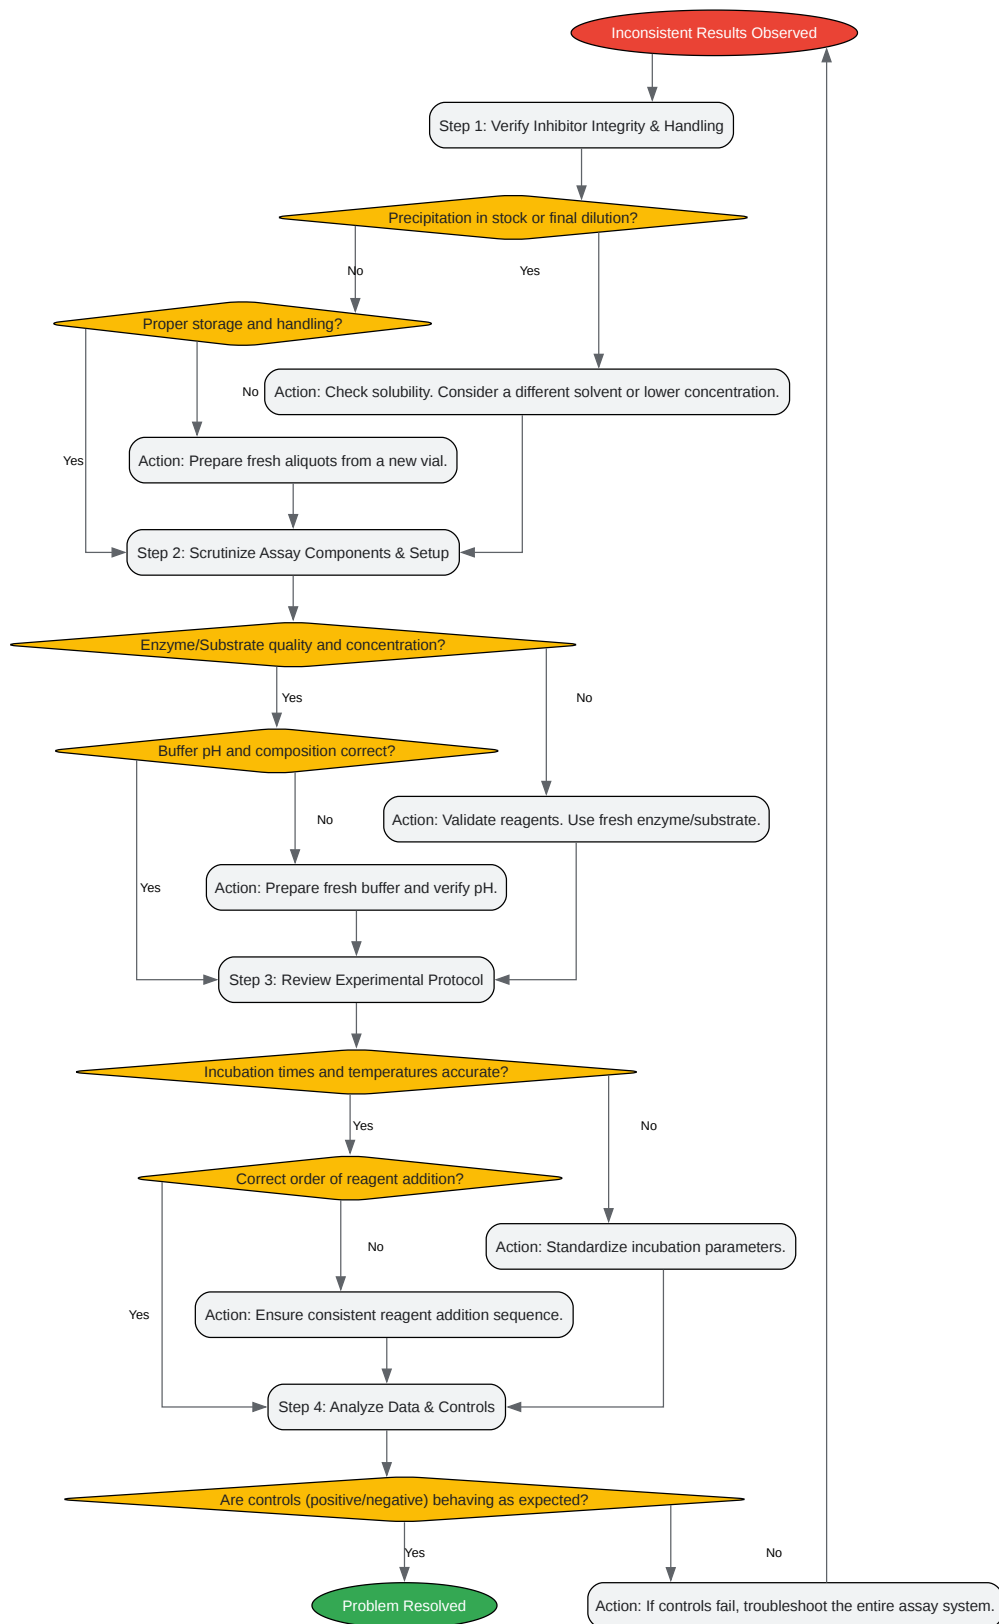 Inconsistent Results Observed
Step 1: Verify Inhibitor Integrity & Handling
Precipitation in stock or final dilution?
No
Yes
Proper storage and handling?
No
Action: Check solubility. Consider a different solvent or lower concentration.
Yes
Action: Prepare fresh aliquots from a new vial.
Step 2: Scrutinize Assay Components & Setup
Enzyme/Substrate quality and concentration?
Yes
No
Buffer pH and composition correct?
No
Action: Validate reagents. Use fresh enzyme/substrate.
Yes
Action: Prepare fresh buffer and verify pH.
Step 3: Review Experimental Protocol
Incubation times and temperatures accurate?
Yes
No
Correct order of reagent addition?
No
Action: Standardize incubation parameters.
Yes
Action: Ensure consistent reagent addition sequence.
Step 4: Analyze Data & Controls
Are controls (positive/negative) behaving as expected?
Yes
No
Problem Resolved
Action: If controls fail, troubleshoot the entire assay system.